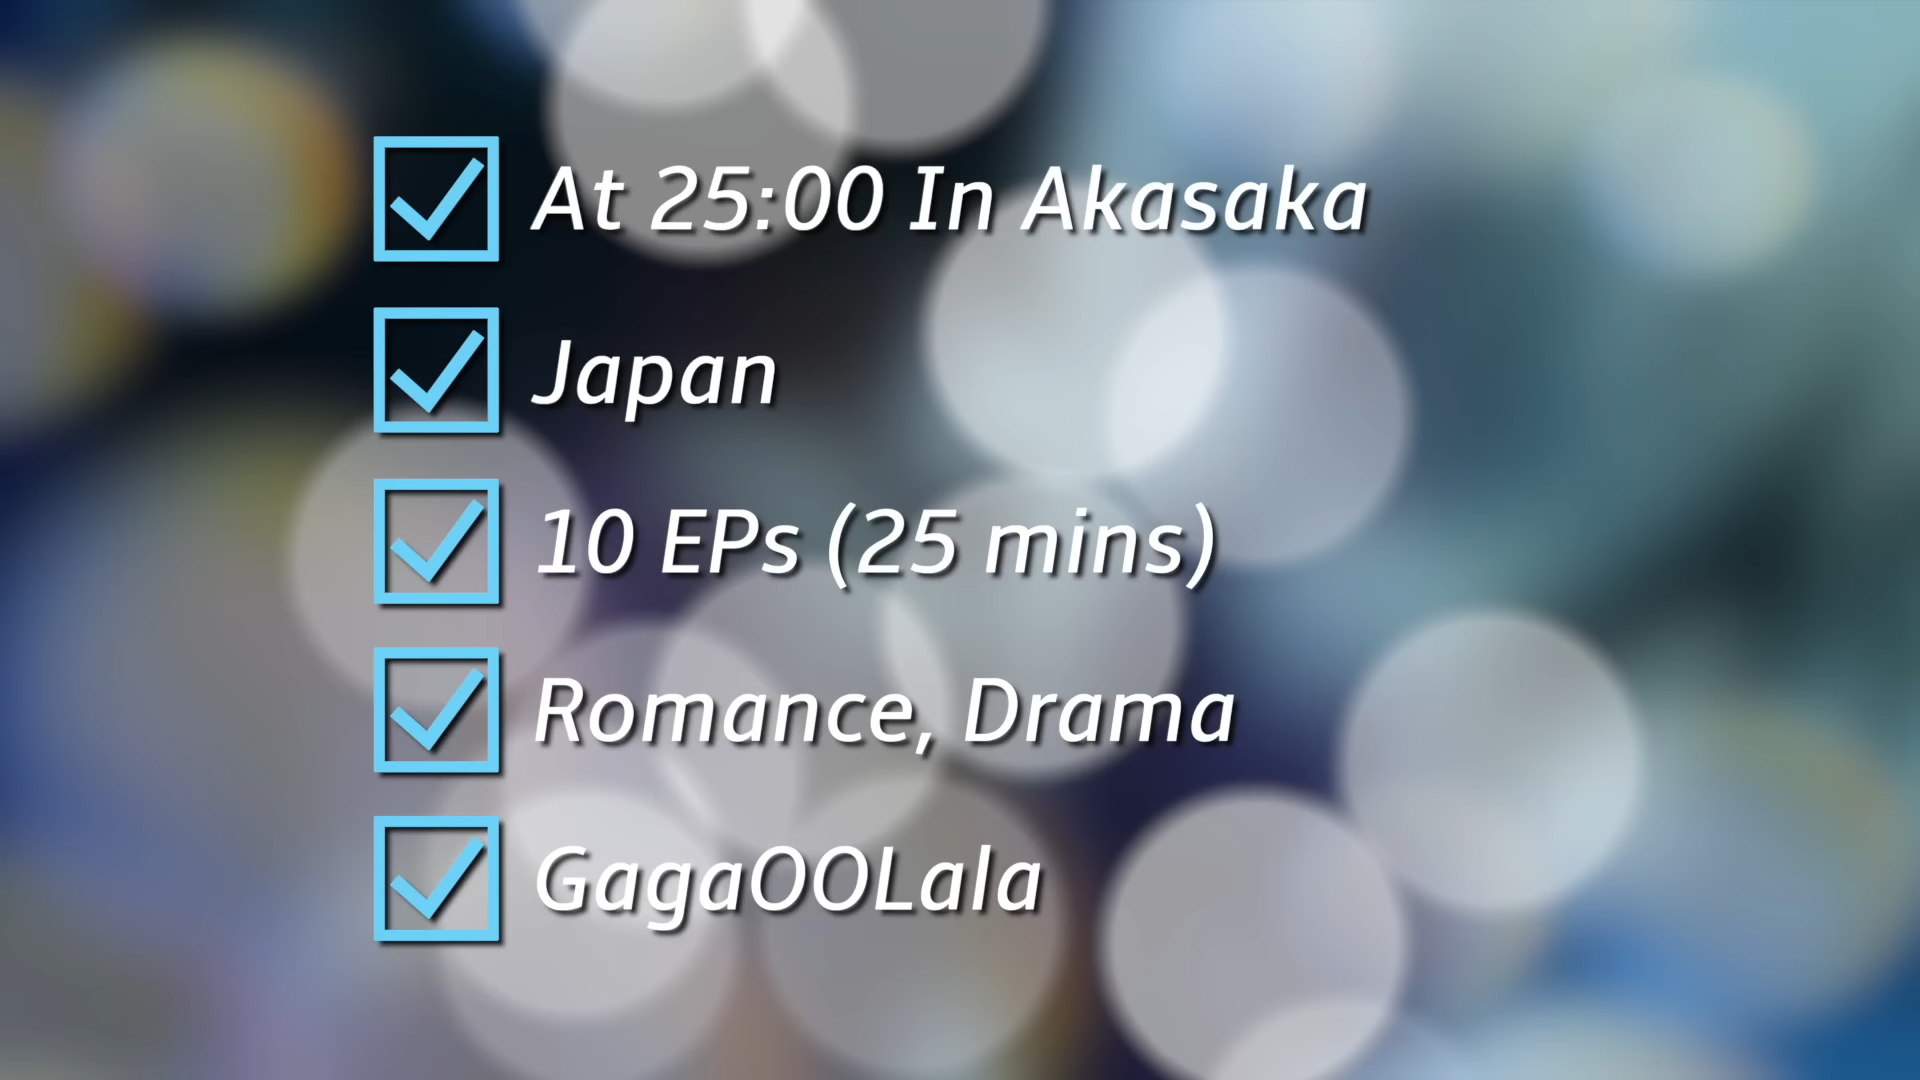 At 25:00 In Akasaka
Japan
10 EPs (25 mins)
Romance, Drama
GagaOOLala